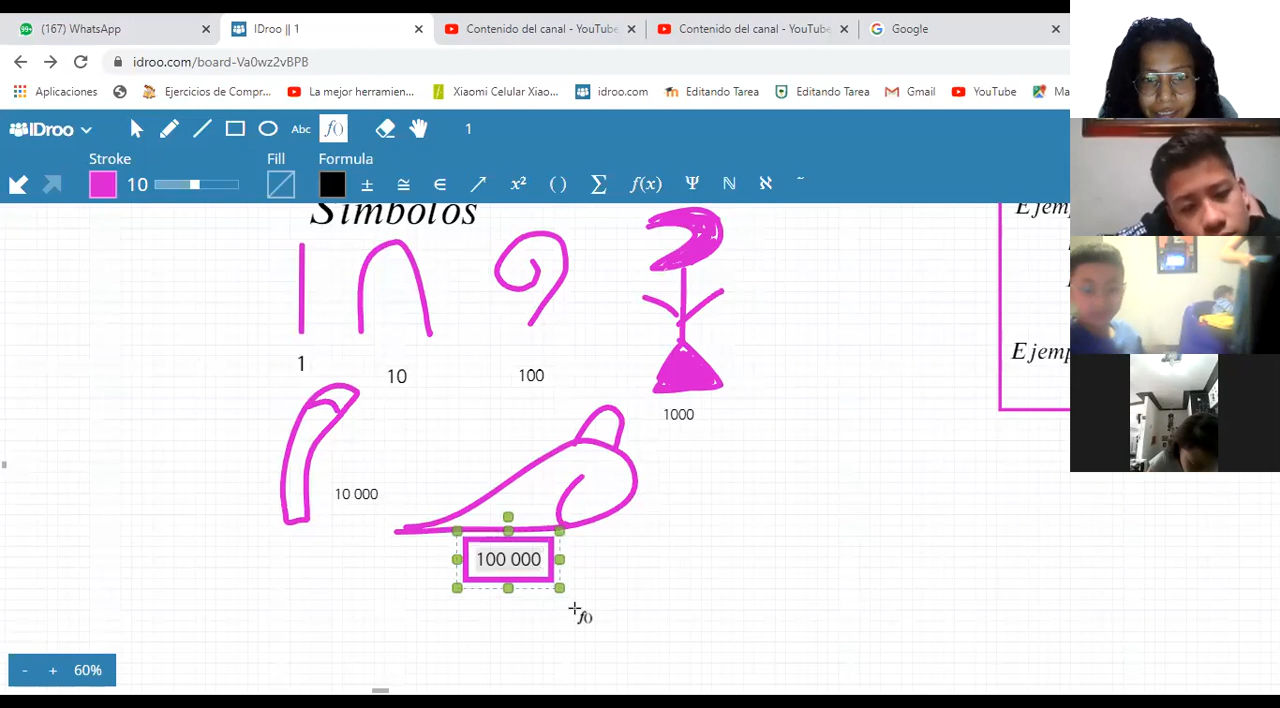 (167) WhatsApp
IDroo || 1
Contenido del canal - YouTube
Contenido del canal - YouTube
Google
idroo.com/board-Va0wz2vBPB
Aplicaciones
Ejercicios de Compr...
La mejor herramien...
Xiaomi Celular Xiao...
idroo.com
Editando Tarea
Editando Tarea
Gmail
YouTube
IDroo
Abc
f()
1
Stroke
Fill
Formula
10
± ≅ ∈ x² ( ) ∑ f(x) Ψ ℕ ℵ ~
Símbolos
1
10
100
1000
10 000
100 000
f()
- + 60%